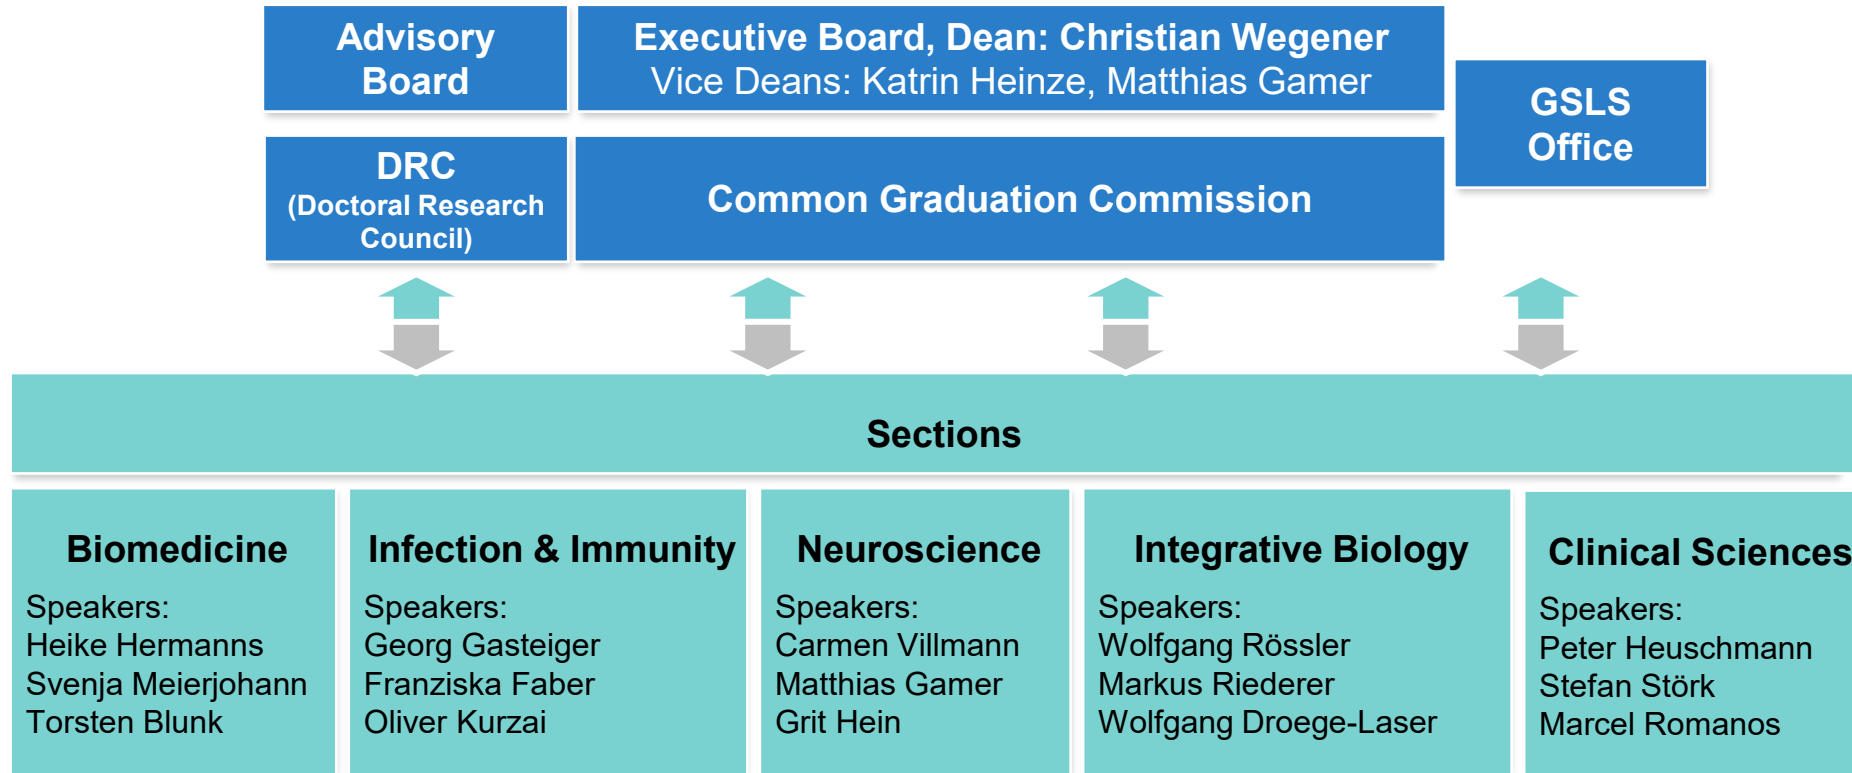 Advisory
Board
Executive Board, Dean: Christian Wegener
Vice Deans: Katrin Heinze, Matthias Gamer
GSLS
Office
DRC
(Doctoral Research
Council)
Common Graduation Commission
Sections
Biomedicine
Speakers:
Heike Hermanns
Svenja Meierjohann
Torsten Blunk
Infection & Immunity
Speakers:
Georg Gasteiger
Franziska Faber
Oliver Kurzai
Neuroscience
Speakers:
Carmen Villmann
Matthias Gamer
Grit Hein
Integrative Biology
Speakers:
Wolfgang Rössler
Markus Riederer
Wolfgang Droege-Laser
Clinical Sciences
Speakers:
Peter Heuschmann
Stefan Störk
Marcel Romanos